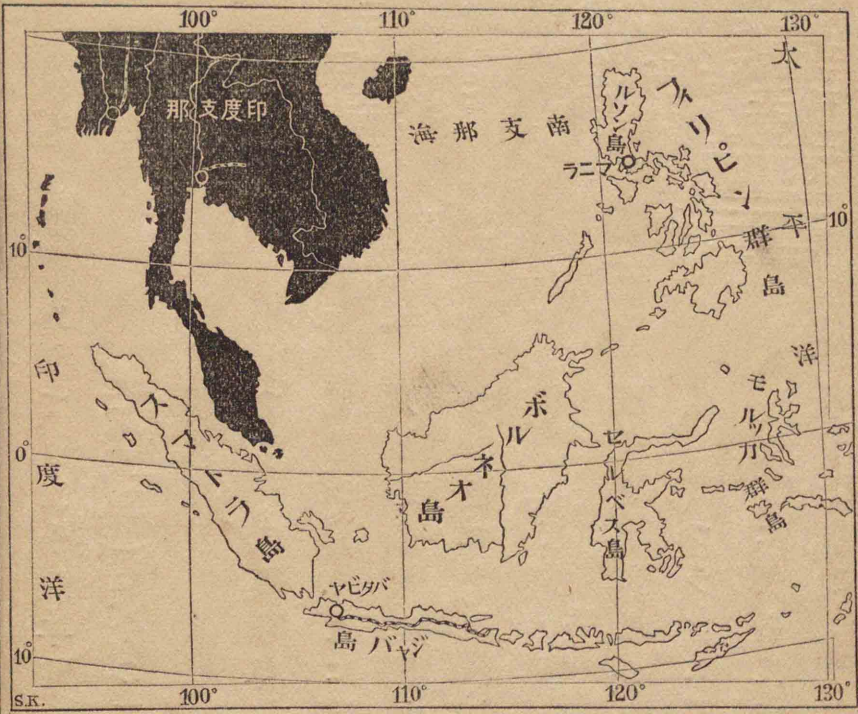 100°
110°
120°
130°
太
平
洋
フィリピン
群島
ルソン島
ラニマ
海那支南
那支度印
10°
10°
印
度
洋
0°
0°
スマトラ島
ボルネオ島
セレベス島
モルッカ群島
ヤビタバ
島バャジ
10°
10°
S.K.
100°
110°
120°
130°